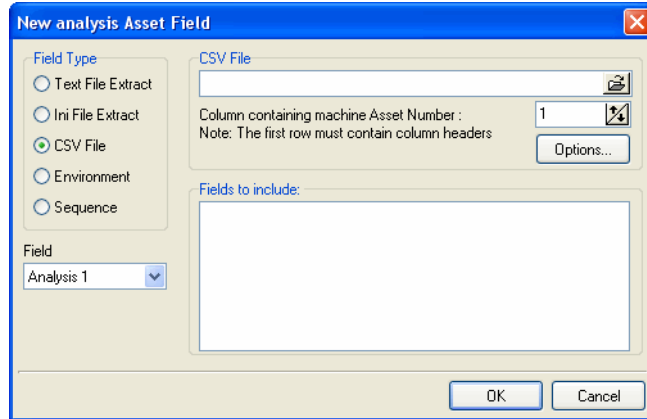 New analysis Asset Field
Field Type
Text File Extract
Ini File Extract
CSV File
Environment
Sequence
Field
Analysis 1
CSV File
Column containing machine Asset Number :
1
Note: The first row must contain column headers
Options...
Fields to include:
OK
Cancel